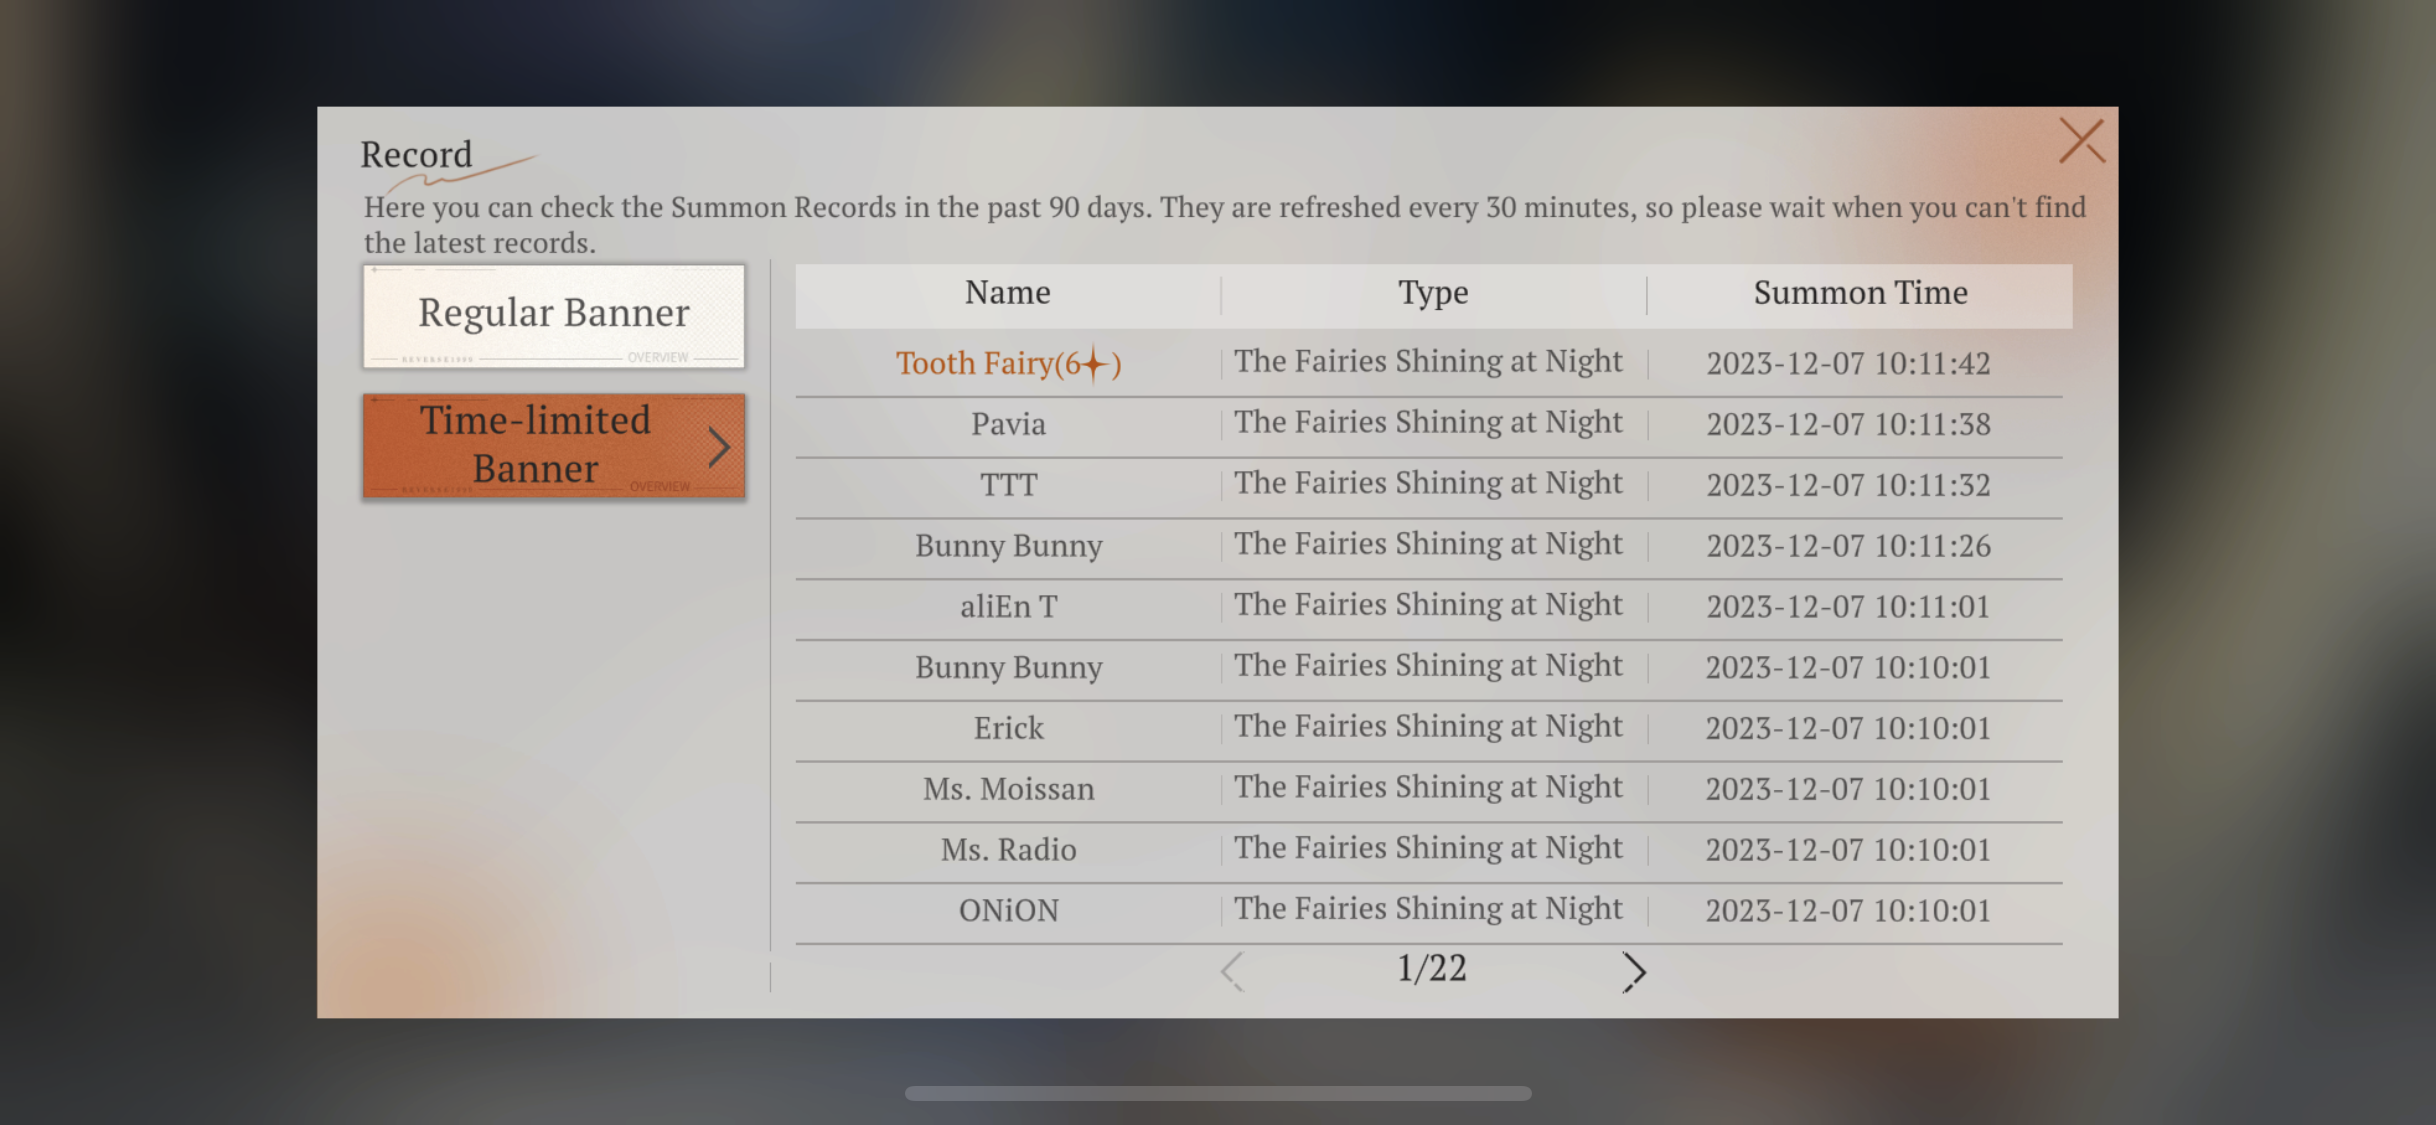 Record
Here you can check the Summon Records in the past 90 days. They are refreshed every 30 minutes, so please wait when you can't find
the latest records.
Regular Banner
REVERSE1999
OVERVIEW
Time-limited
Banner
REVERSE1999
OVERVIEW
Name Type Summon Time
Tooth Fairy(6✦) The Fairies Shining at Night 2023-12-07 10:11:42
Pavia The Fairies Shining at Night 2023-12-07 10:11:38
TTT The Fairies Shining at Night 2023-12-07 10:11:32
Bunny Bunny The Fairies Shining at Night 2023-12-07 10:11:26
aliEn T The Fairies Shining at Night 2023-12-07 10:11:01
Bunny Bunny The Fairies Shining at Night 2023-12-07 10:10:01
Erick The Fairies Shining at Night 2023-12-07 10:10:01
Ms. Moissan The Fairies Shining at Night 2023-12-07 10:10:01
Ms. Radio The Fairies Shining at Night 2023-12-07 10:10:01
ONiON The Fairies Shining at Night 2023-12-07 10:10:01
1/22